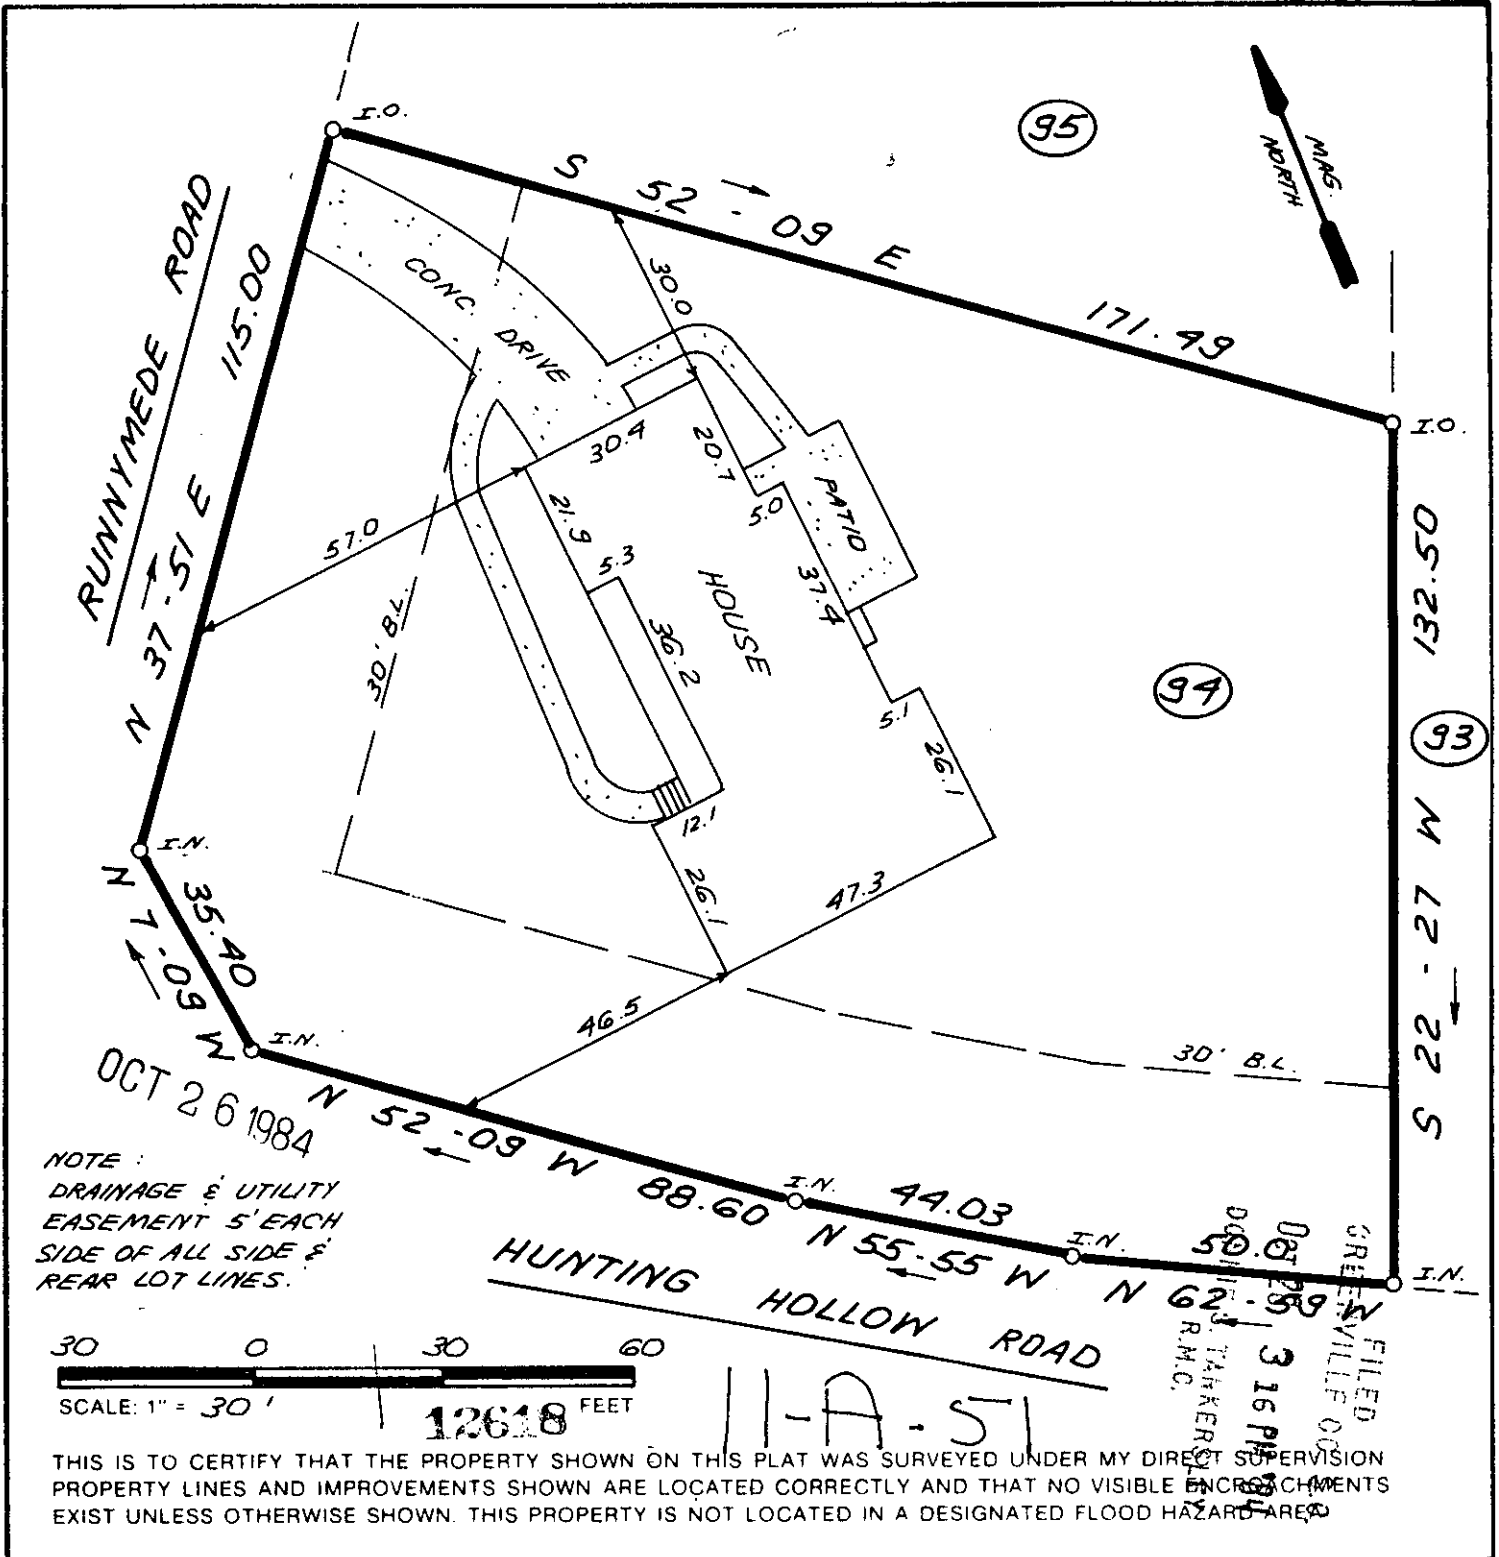 I.O.
95
MAG.
NORTH
S 52-09 E 171.49
RUNNYMEDE ROAD
N 37-51 E 115.00
CONC. DRIVE
30.0
I.O.
30.4
20.7
5.0
PATIO
57.0
21.9
5.3
HOUSE
37.4
36.2
30' B.L.
132.50
94
93
5.1
26.1
12.1
I.N.
S 22-27 W
35.40
N 7-09 W
26.1
47.3
46.5
I.N.
30' B.L.
OCT 26 1984
N 52-09 W 88.60
I.N.
44.03
N 55-55 W
I.N.
50.0
N 62-59 W
I.N.
NOTE :
DRAINAGE & UTILITY
EASEMENT 5' EACH
SIDE OF ALL SIDE &
REAR LOT LINES.
HUNTING HOLLOW ROAD
FILED
GREENVILLE CO.
3 16 PM '84
R.M.C.
30 0 30 60
SCALE: 1" = 30' FEET
12618
11-A-51
THIS IS TO CERTIFY THAT THE PROPERTY SHOWN ON THIS PLAT WAS SURVEYED UNDER MY DIRECT SUPERVISION
PROPERTY LINES AND IMPROVEMENTS SHOWN ARE LOCATED CORRECTLY AND THAT NO VISIBLE ENCROACHMENTS
EXIST UNLESS OTHERWISE SHOWN. THIS PROPERTY IS NOT LOCATED IN A DESIGNATED FLOOD HAZARD AREA